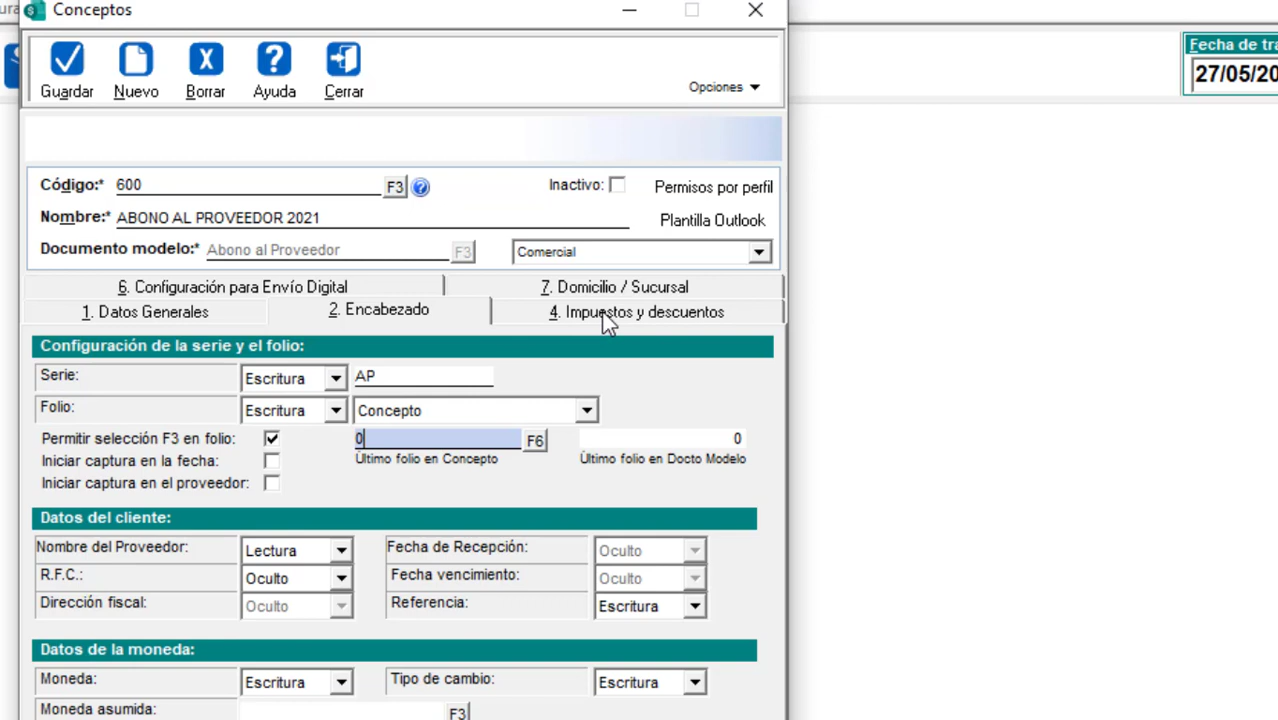 Conceptos
Guardar Nuevo Borrar Ayuda Cerrar
Opciones
Fecha de tra
27/05/20
Código:* 600 F3 Inactivo: Permisos por perfil
Nombre:* ABONO AL PROVEEDOR 2021 Plantilla Outlook
Documento modelo:* Abono al Proveedor F3 Comercial
6. Configuración para Envío Digital 7. Domicilio / Sucursal
1. Datos Generales 2. Encabezado 4. Impuestos y descuentos
Configuración de la serie y el folio:
Serie: Escritura AP
Folio: Escritura Concepto
Permitir selección F3 en folio: 0 F6 0
Iniciar captura en la fecha: Último folio en Concepto Último folio en Docto Modelo
Iniciar captura en el proveedor:
Datos del cliente:
Nombre del Proveedor: Lectura Fecha de Recepción: Oculto
R.F.C.: Oculto Fecha vencimiento: Oculto
Dirección fiscal: Oculto Referencia: Escritura
Datos de la moneda:
Moneda: Escritura Tipo de cambio: Escritura
Moneda asumida: F3